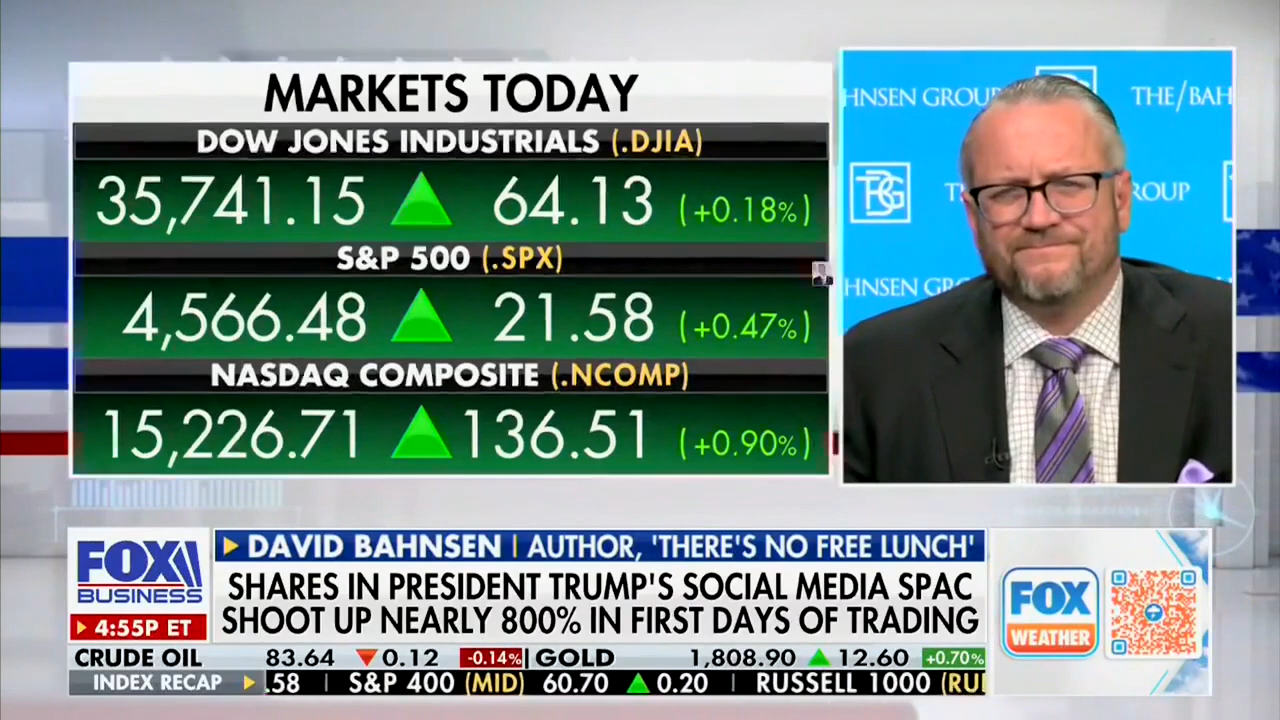 MARKETS TODAY
DOW JONES INDUSTRIALS (.DJIA)
35,741.15 ▲ 64.13 (+0.18%)
S&P 500 (.SPX)
4,566.48 ▲ 21.58 (+0.47%)
NASDAQ COMPOSITE (.NCOMP)
15,226.71 ▲ 136.51 (+0.90%)
HNSEN GROUP THE/BAH
TBG ROUP
HNSEN GRO
FOX
BUSINESS
4:55P ET
DAVID BAHNSEN | AUTHOR, 'THERE'S NO FREE LUNCH'
SHARES IN PRESIDENT TRUMP'S SOCIAL MEDIA SPAC
SHOOT UP NEARLY 800% IN FIRST DAYS OF TRADING
FOX
WEATHER
CRUDE OIL 83.64 ▼ 0.12 -0.14% | GOLD 1,808.90 ▲ 12.60 +0.70%
INDEX RECAP .58 | S&P 400 (MID) 60.70 ▲ 0.20 | RUSSELL 1000 (RUI